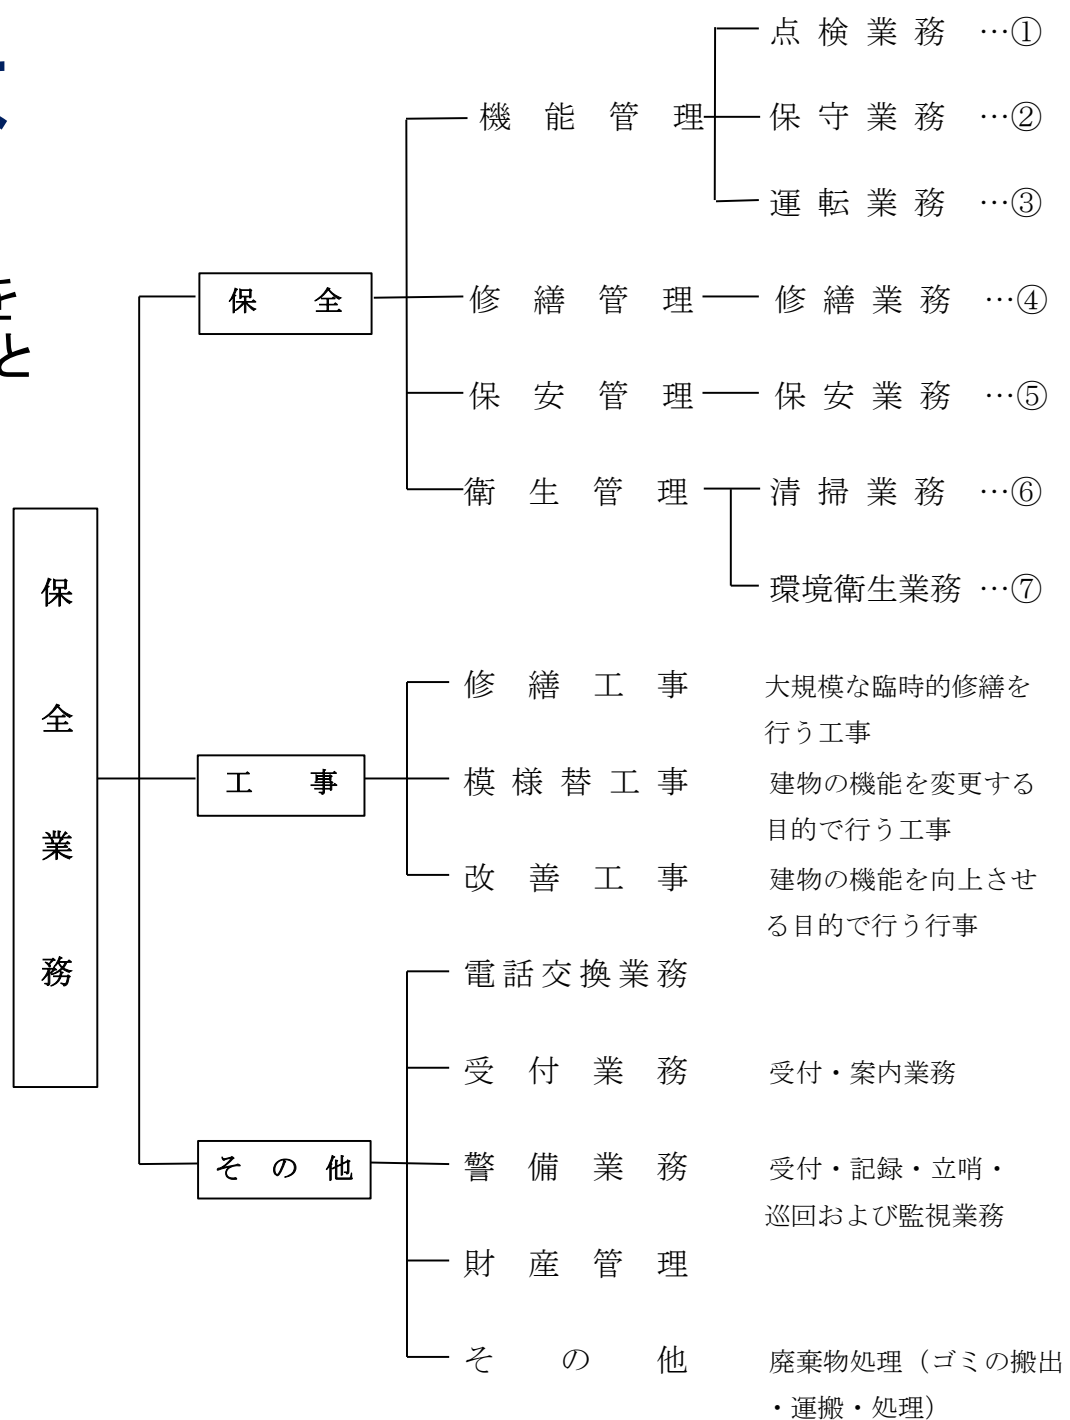 点検業務 …①
機能管理 保守業務 …②
運転業務 …③
保全 修繕管理 修繕業務 …④
保安管理 保安業務 …⑤
衛生管理 清掃業務 …⑥
環境衛生業務 …⑦
保全業務
修繕工事 大規模な臨時的修繕を
行う工事
工事 模様替工事 建物の機能を変更する
目的で行う工事
改善工事 建物の機能を向上させ
る目的で行う行事
電話交換業務
受付業務 受付・案内業務
その他 警備業務 受付・記録・立哨・
巡回および監視業務
財産管理
その他 廃棄物処理（ゴミの搬出
・運搬・処理）